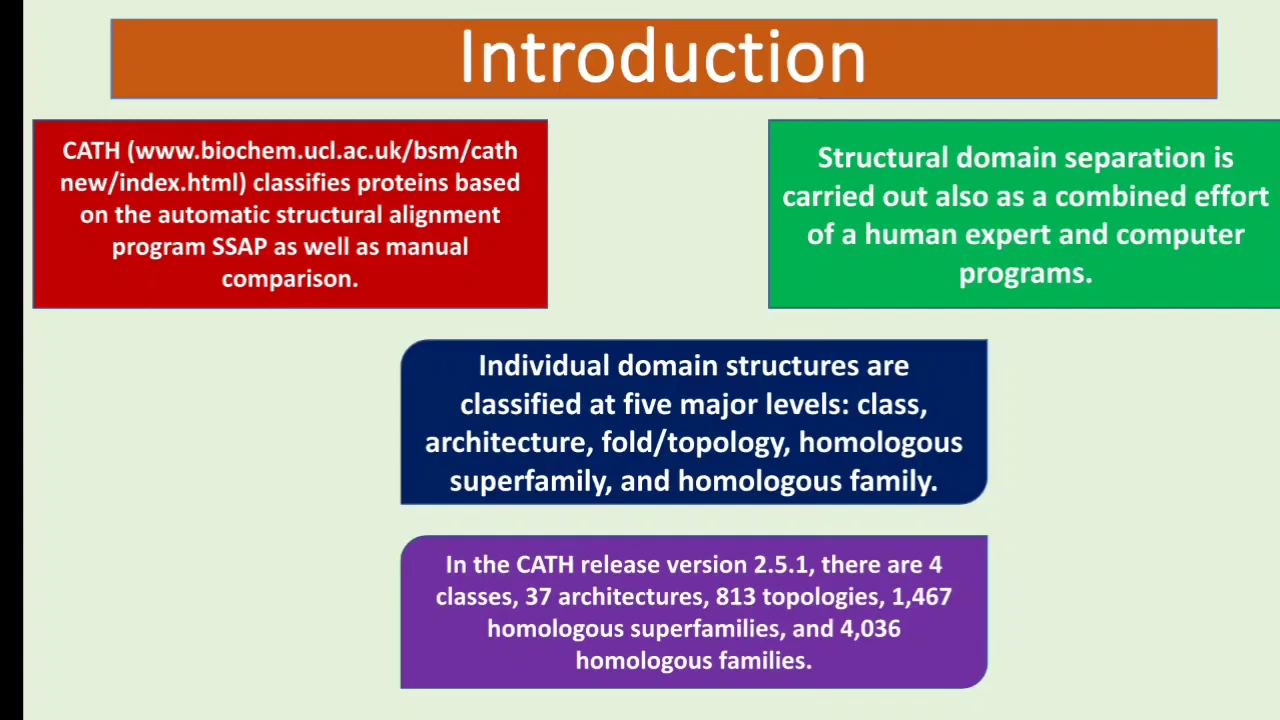 Introduction
CATH (www.biochem.ucl.ac.uk/bsm/cath
new/index.html) classifies proteins based
on the automatic structural alignment
program SSAP as well as manual
comparison.
Structural domain separation is
carried out also as a combined effort
of a human expert and computer
programs.
Individual domain structures are
classified at five major levels: class,
architecture, fold/topology, homologous
superfamily, and homologous family.
In the CATH release version 2.5.1, there are 4
classes, 37 architectures, 813 topologies, 1,467
homologous superfamilies, and 4,036
homologous families.